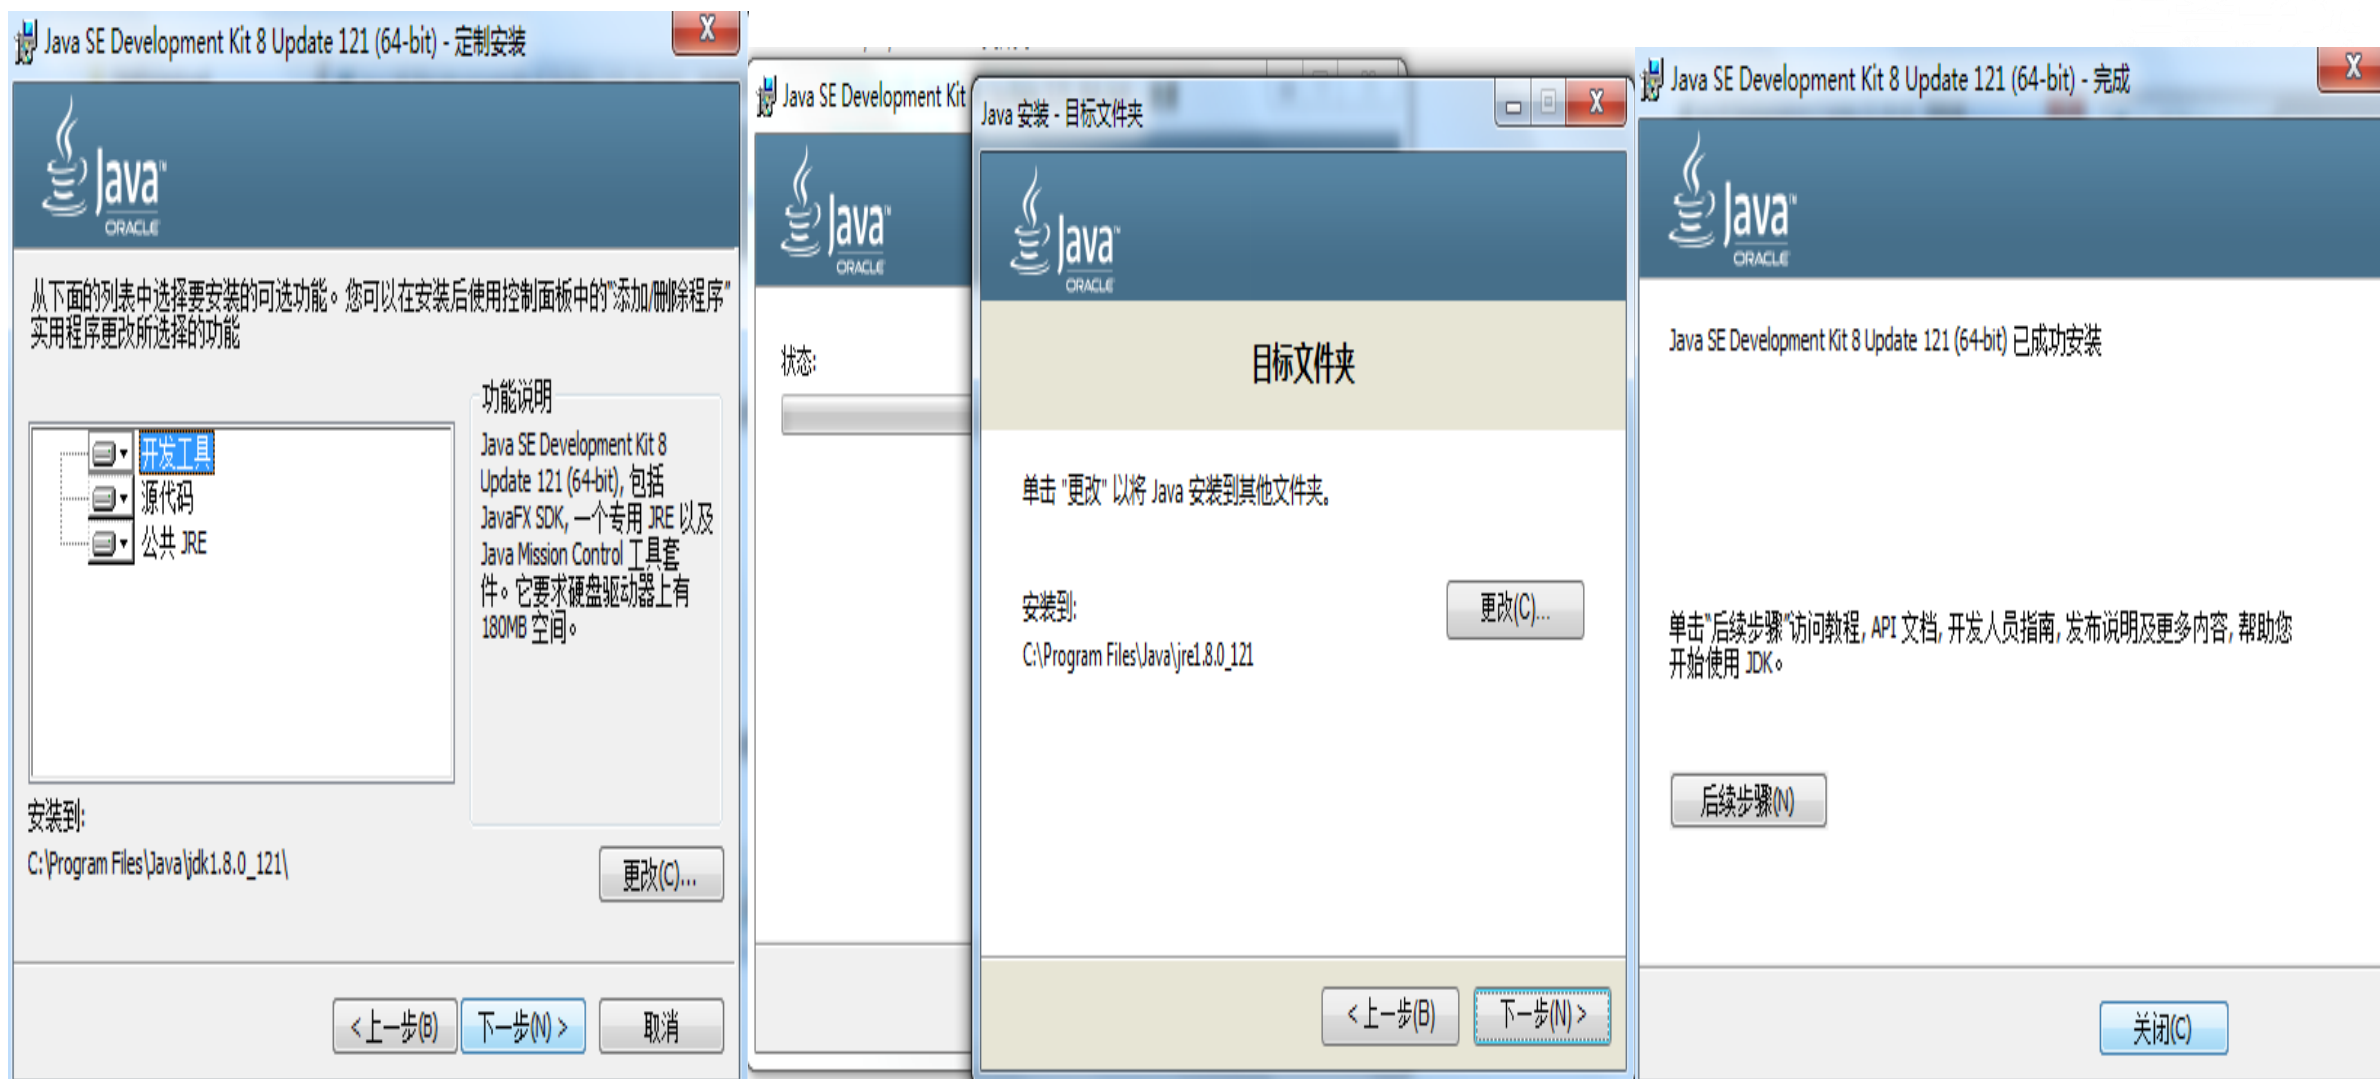 Java SE Development Kit 8 Update 121 (64-bit) - 定制安装
Java™
ORACLE
从下面的列表中选择要安装的可选功能。您可以在安装后使用控制面板中的"添加/删除程序"
实用程序更改所选择的功能
开发工具
源代码
公共 JRE
功能说明
Java SE Development Kit 8
Update 121 (64-bit), 包括
JavaFX SDK, 一个专用 JRE 以及
Java Mission Control 工具套
件。它要求硬盘驱动器上有
180MB 空间。
安装到:
C:\Program Files\Java\jdk1.8.0_121\
更改(C)...
<上一步(B)
下一步(N) >
取消
Java SE Development Kit
Java™
ORACLE
状态:
Java 安装 - 目标文件夹
Java™
ORACLE
目标文件夹
单击 "更改" 以将 Java 安装到其他文件夹。
安装到:
C:\Program Files\Java\jre1.8.0_121
更改(C)...
<上一步(B)
下一步(N) >
Java SE Development Kit 8 Update 121 (64-bit) - 完成
Java™
ORACLE
Java SE Development Kit 8 Update 121 (64-bit) 已成功安装
单击"后续步骤"访问教程, API 文档, 开发人员指南, 发布说明及更多内容, 帮助您
开始使用 JDK。
后续步骤(N)
关闭(C)